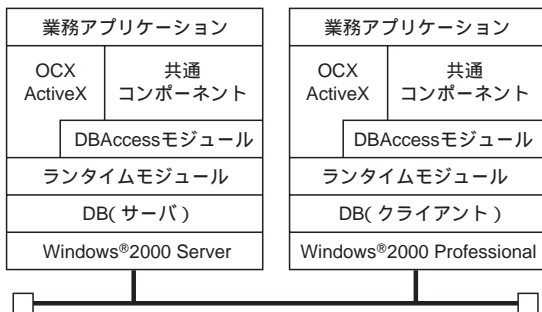 業務アプリケーション
OCX
ActiveX
共通
コンポーネント
DBAccessモジュール
ランタイムモジュール
DB(サーバ)
Windows®2000 Server
業務アプリケーション
OCX
ActiveX
共通
コンポーネント
DBAccessモジュール
ランタイムモジュール
DB(クライアント)
Windows®2000 Professional